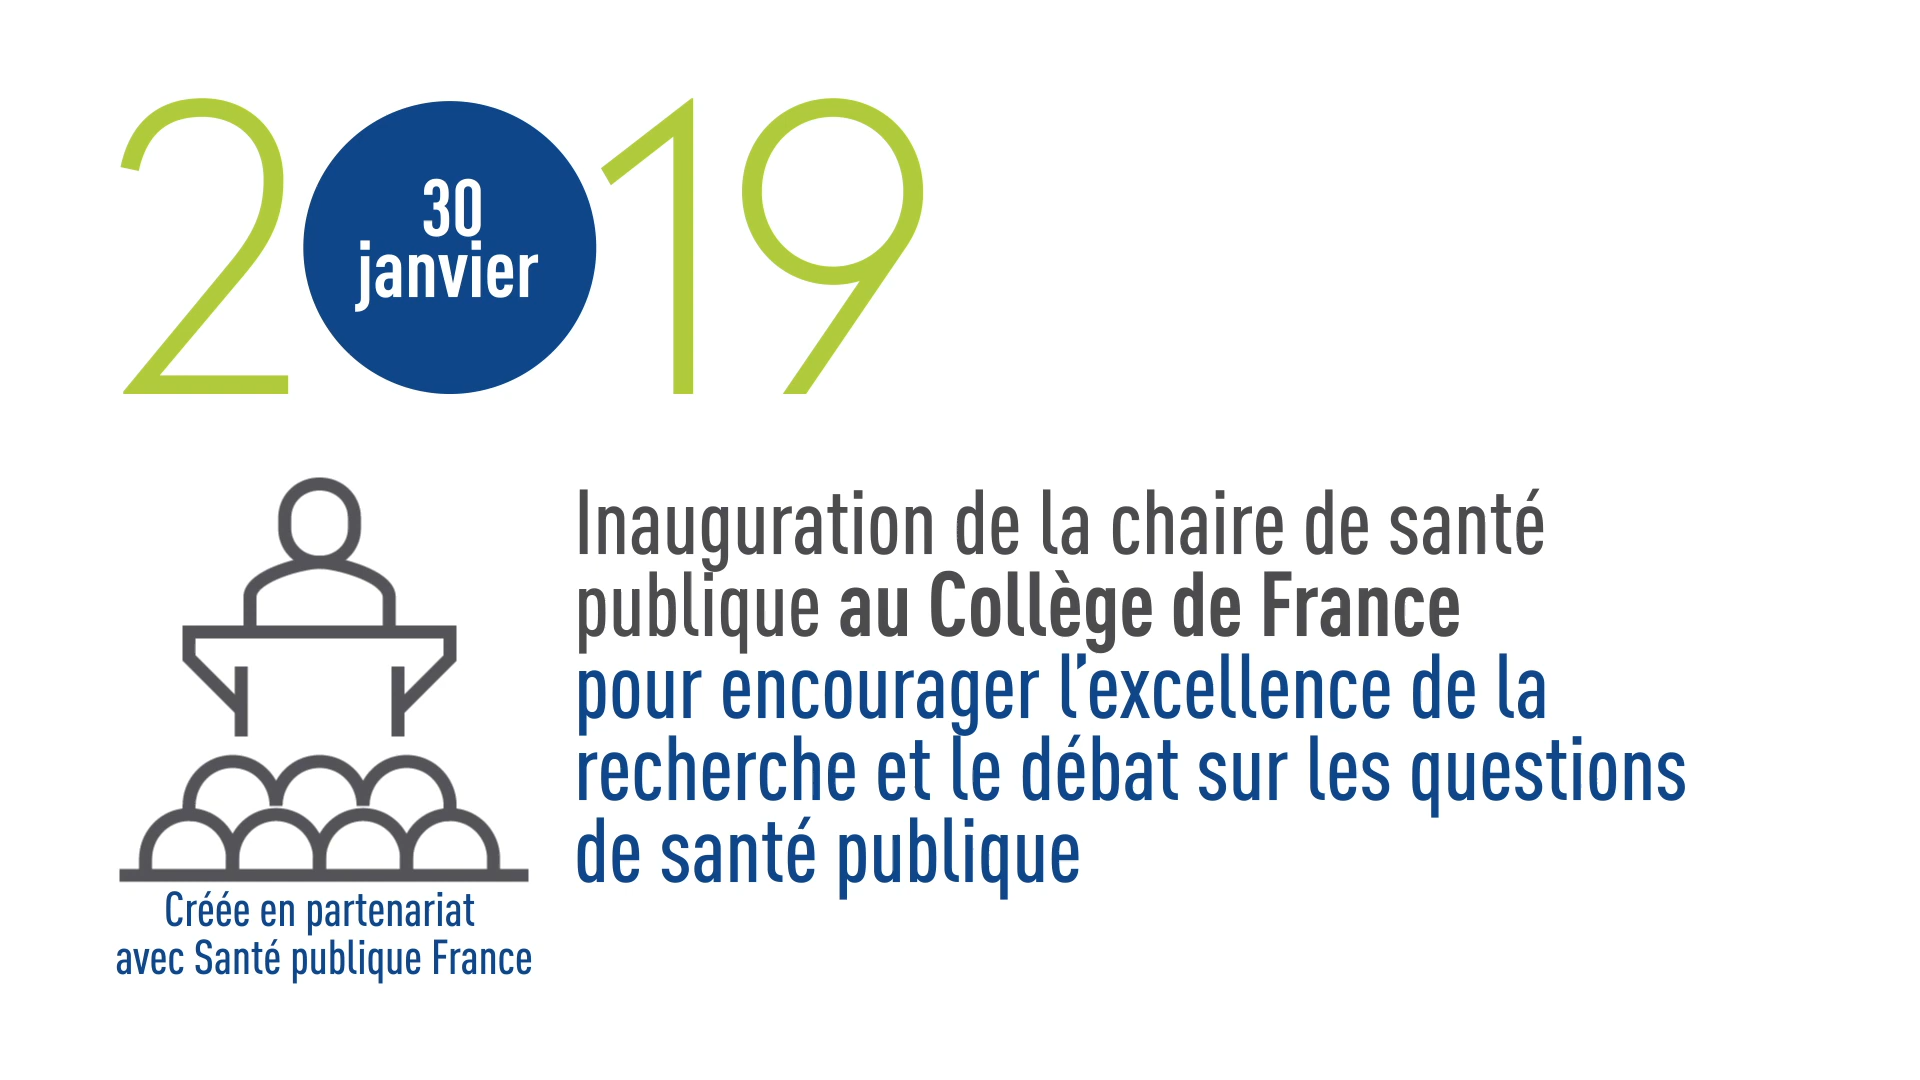 2019
30
janvier
Inauguration de la chaire de santé
publique au Collège de France
pour encourager l'excellence de la
recherche et le débat sur les questions
de santé publique
Créée en partenariat
avec Santé publique France